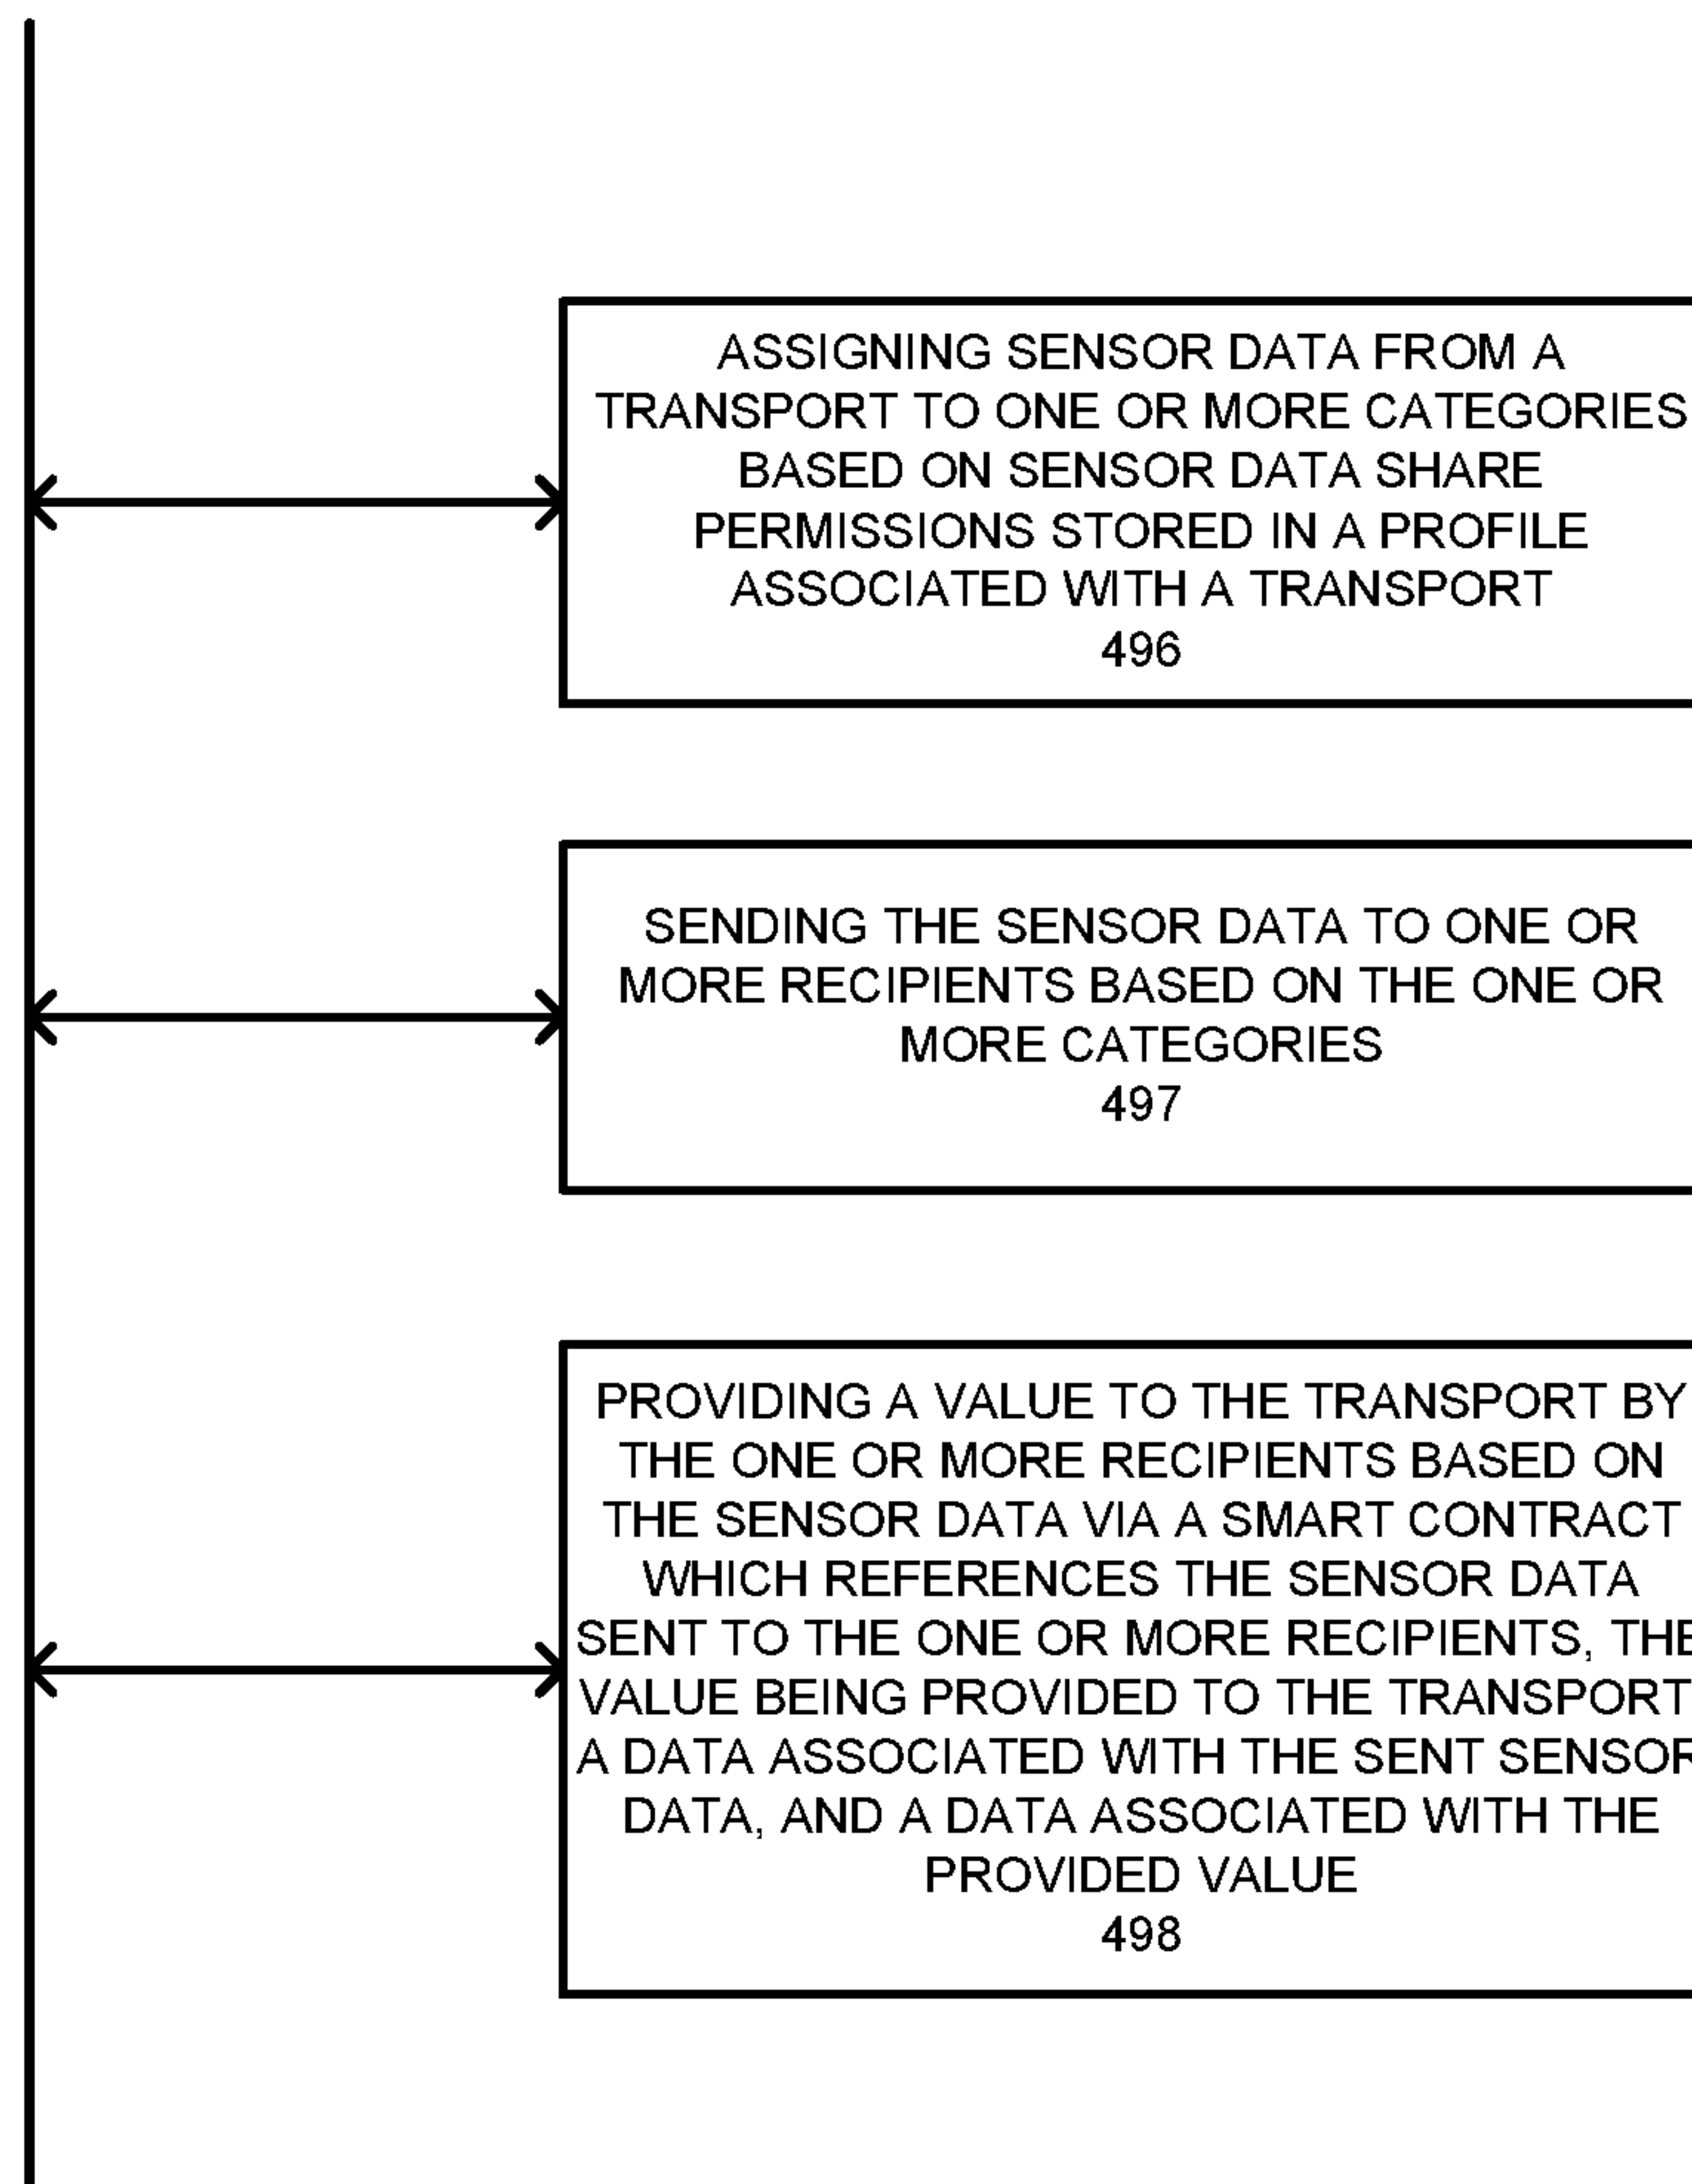 ASSIGNING SENSOR DATA FROM A
TRANSPORT TO ONE OR MORE CATEGORIES
BASED ON SENSOR DATA SHARE
PERMISSIONS STORED IN A PROFILE
ASSOCIATED WITH A TRANSPORT
496
SENDING THE SENSOR DATA TO ONE OR
MORE RECIPIENTS BASED ON THE ONE OR
MORE CATEGORIES
497
PROVIDING A VALUE TO THE TRANSPORT BY
THE ONE OR MORE RECIPIENTS BASED ON
THE SENSOR DATA VIA A SMART CONTRACT
WHICH REFERENCES THE SENSOR DATA
SENT TO THE ONE OR MORE RECIPIENTS, THE
VALUE BEING PROVIDED TO THE TRANSPORT
A DATA ASSOCIATED WITH THE SENT SENSOR
DATA, AND A DATA ASSOCIATED WITH THE
PROVIDED VALUE
498